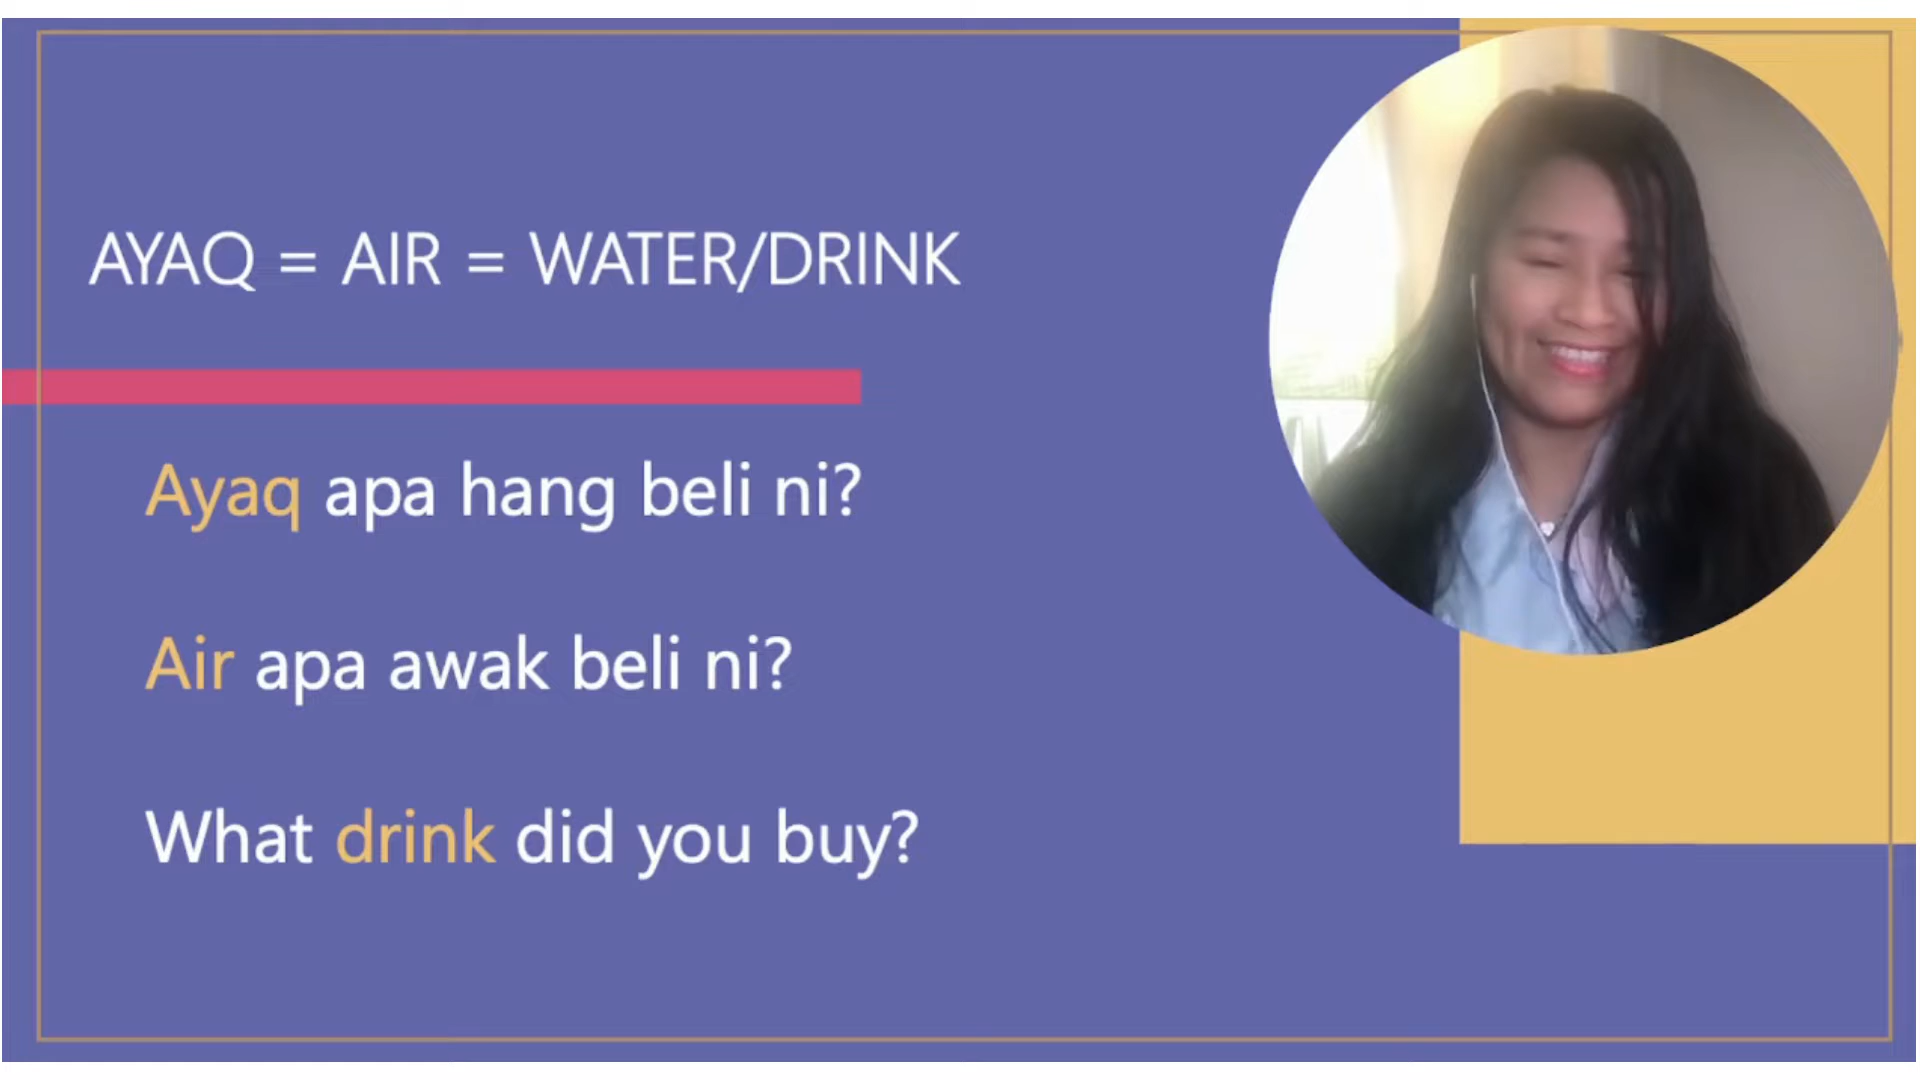 AYAQ = AIR = WATER/DRINK
Ayaq apa hang beli ni?
Air apa awak beli ni?
What drink did you buy?